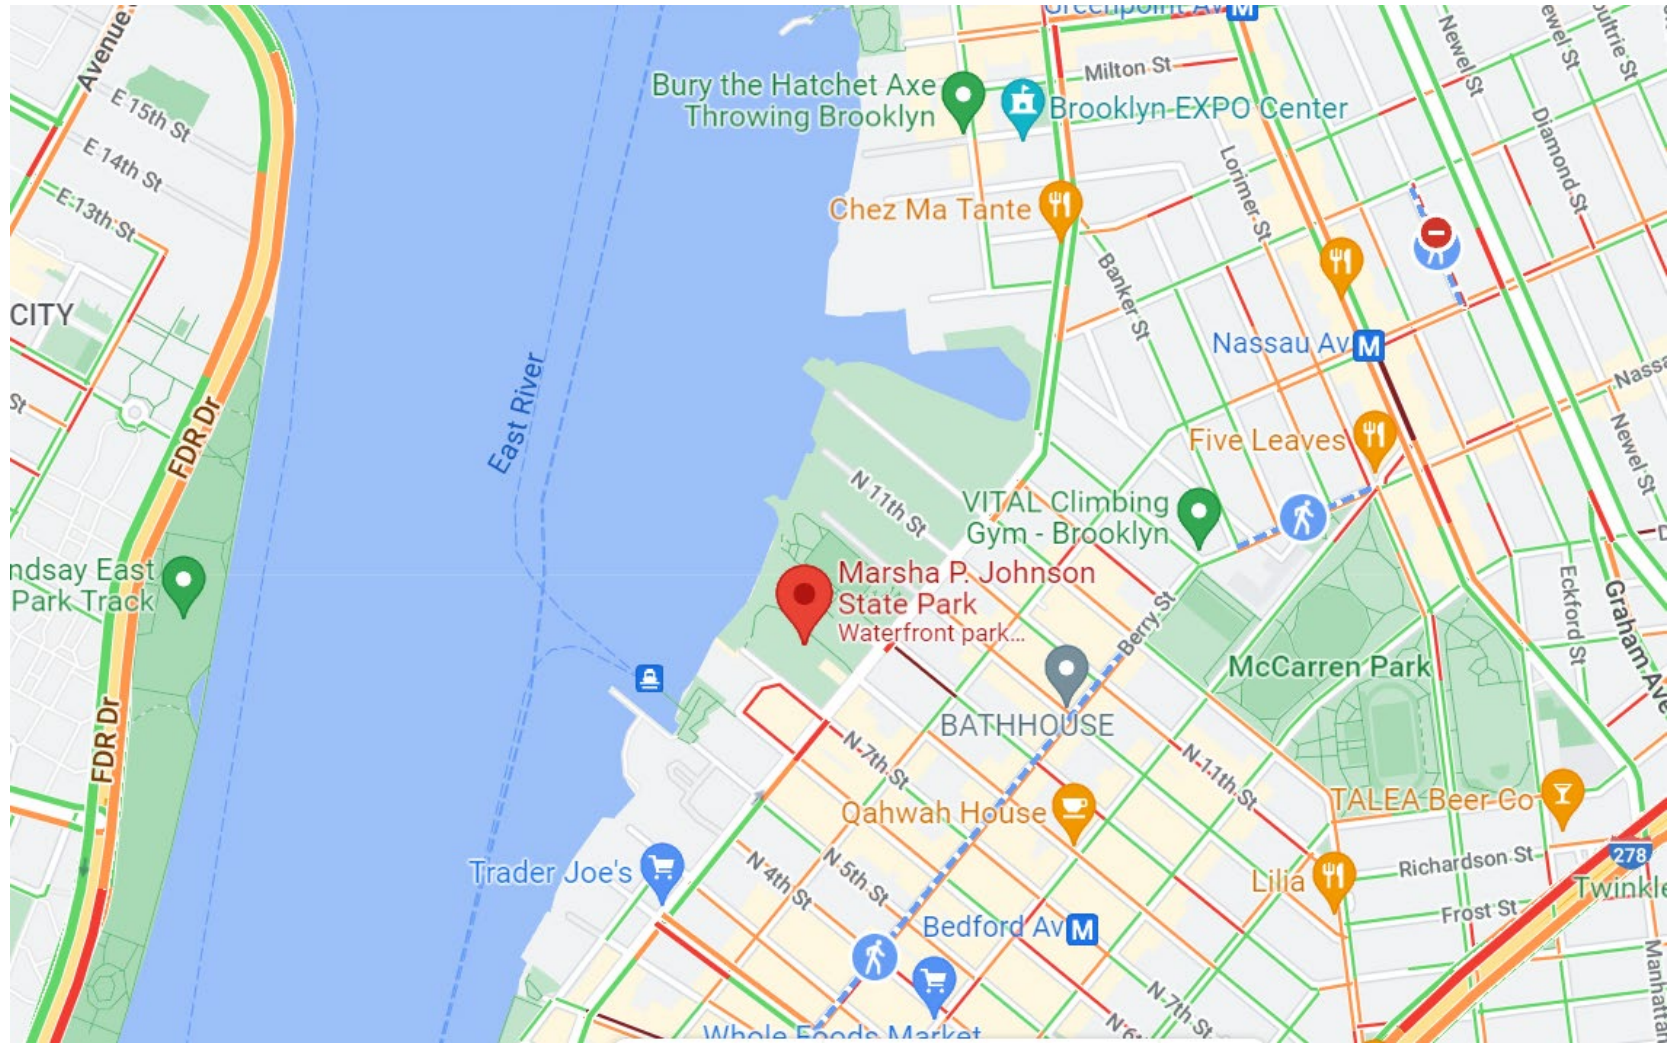 Greenpoint Av
Avenue
Milton St
Newel St
Bury the Hatchet Axe
Throwing Brooklyn
Brooklyn EXPO Center
E 15th St
E 14th St
E 13th St
Diamond St
Lorimer St
Chez Ma Tante
Banker St
CITY
Nassau Av
St
FDR Dr
East River
Five Leaves
Newel St
N 11th St
VITAL Climbing
Gym - Brooklyn
ndsay East
Park Track
Marsha P. Johnson
State Park
Waterfront park...
Eckford St
Graham Ave
Berry St
McCarren Park
BATHHOUSE
FDR Dr
N 7th St
N 11th St
Qahwah House
TALEA Beer Co
Trader Joe's
N 5th St
N 4th St
278
Richardson St
Lilia
Twinkle
Frost St
Bedford Av
Manhattan
N 7th St
N 6
Whole Foods Market